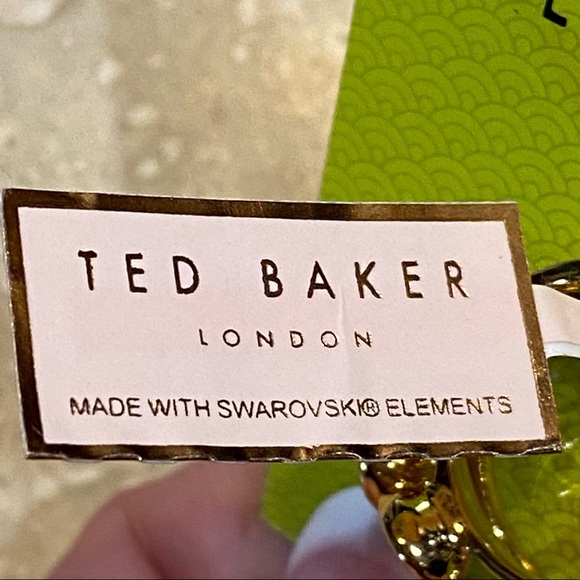 TED BAKER
LONDON
MADE WITH SWAROVSKI® ELEMENTS